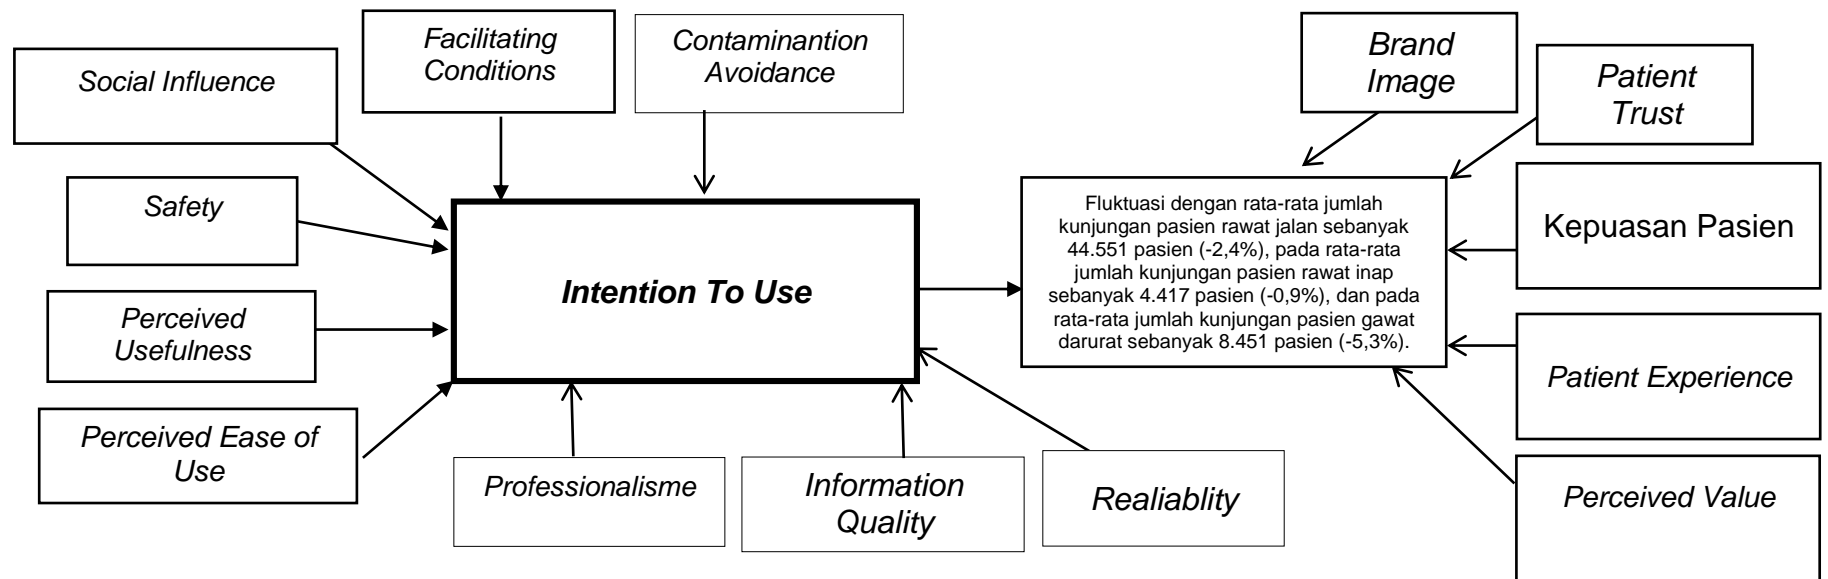 Social Influence
Facilitating
Conditions
Contaminantion
Avoidance
Brand
Image
Patient
Trust
Safety
Perceived
Usefulness
Perceived Ease of
Use
Intention To Use
Professionalisme
Information
Quality
Realiablity
Fluktuasi dengan rata-rata jumlah
kunjungan pasien rawat jalan sebanyak
44.551 pasien (-2,4%), pada rata-rata
jumlah kunjungan pasien rawat inap
sebanyak 4.417 pasien (-0,9%), dan pada
rata-rata jumlah kunjungan pasien gawat
darurat sebanyak 8.451 pasien (-5,3%).
Kepuasan Pasien
Patient Experience
Perceived Value